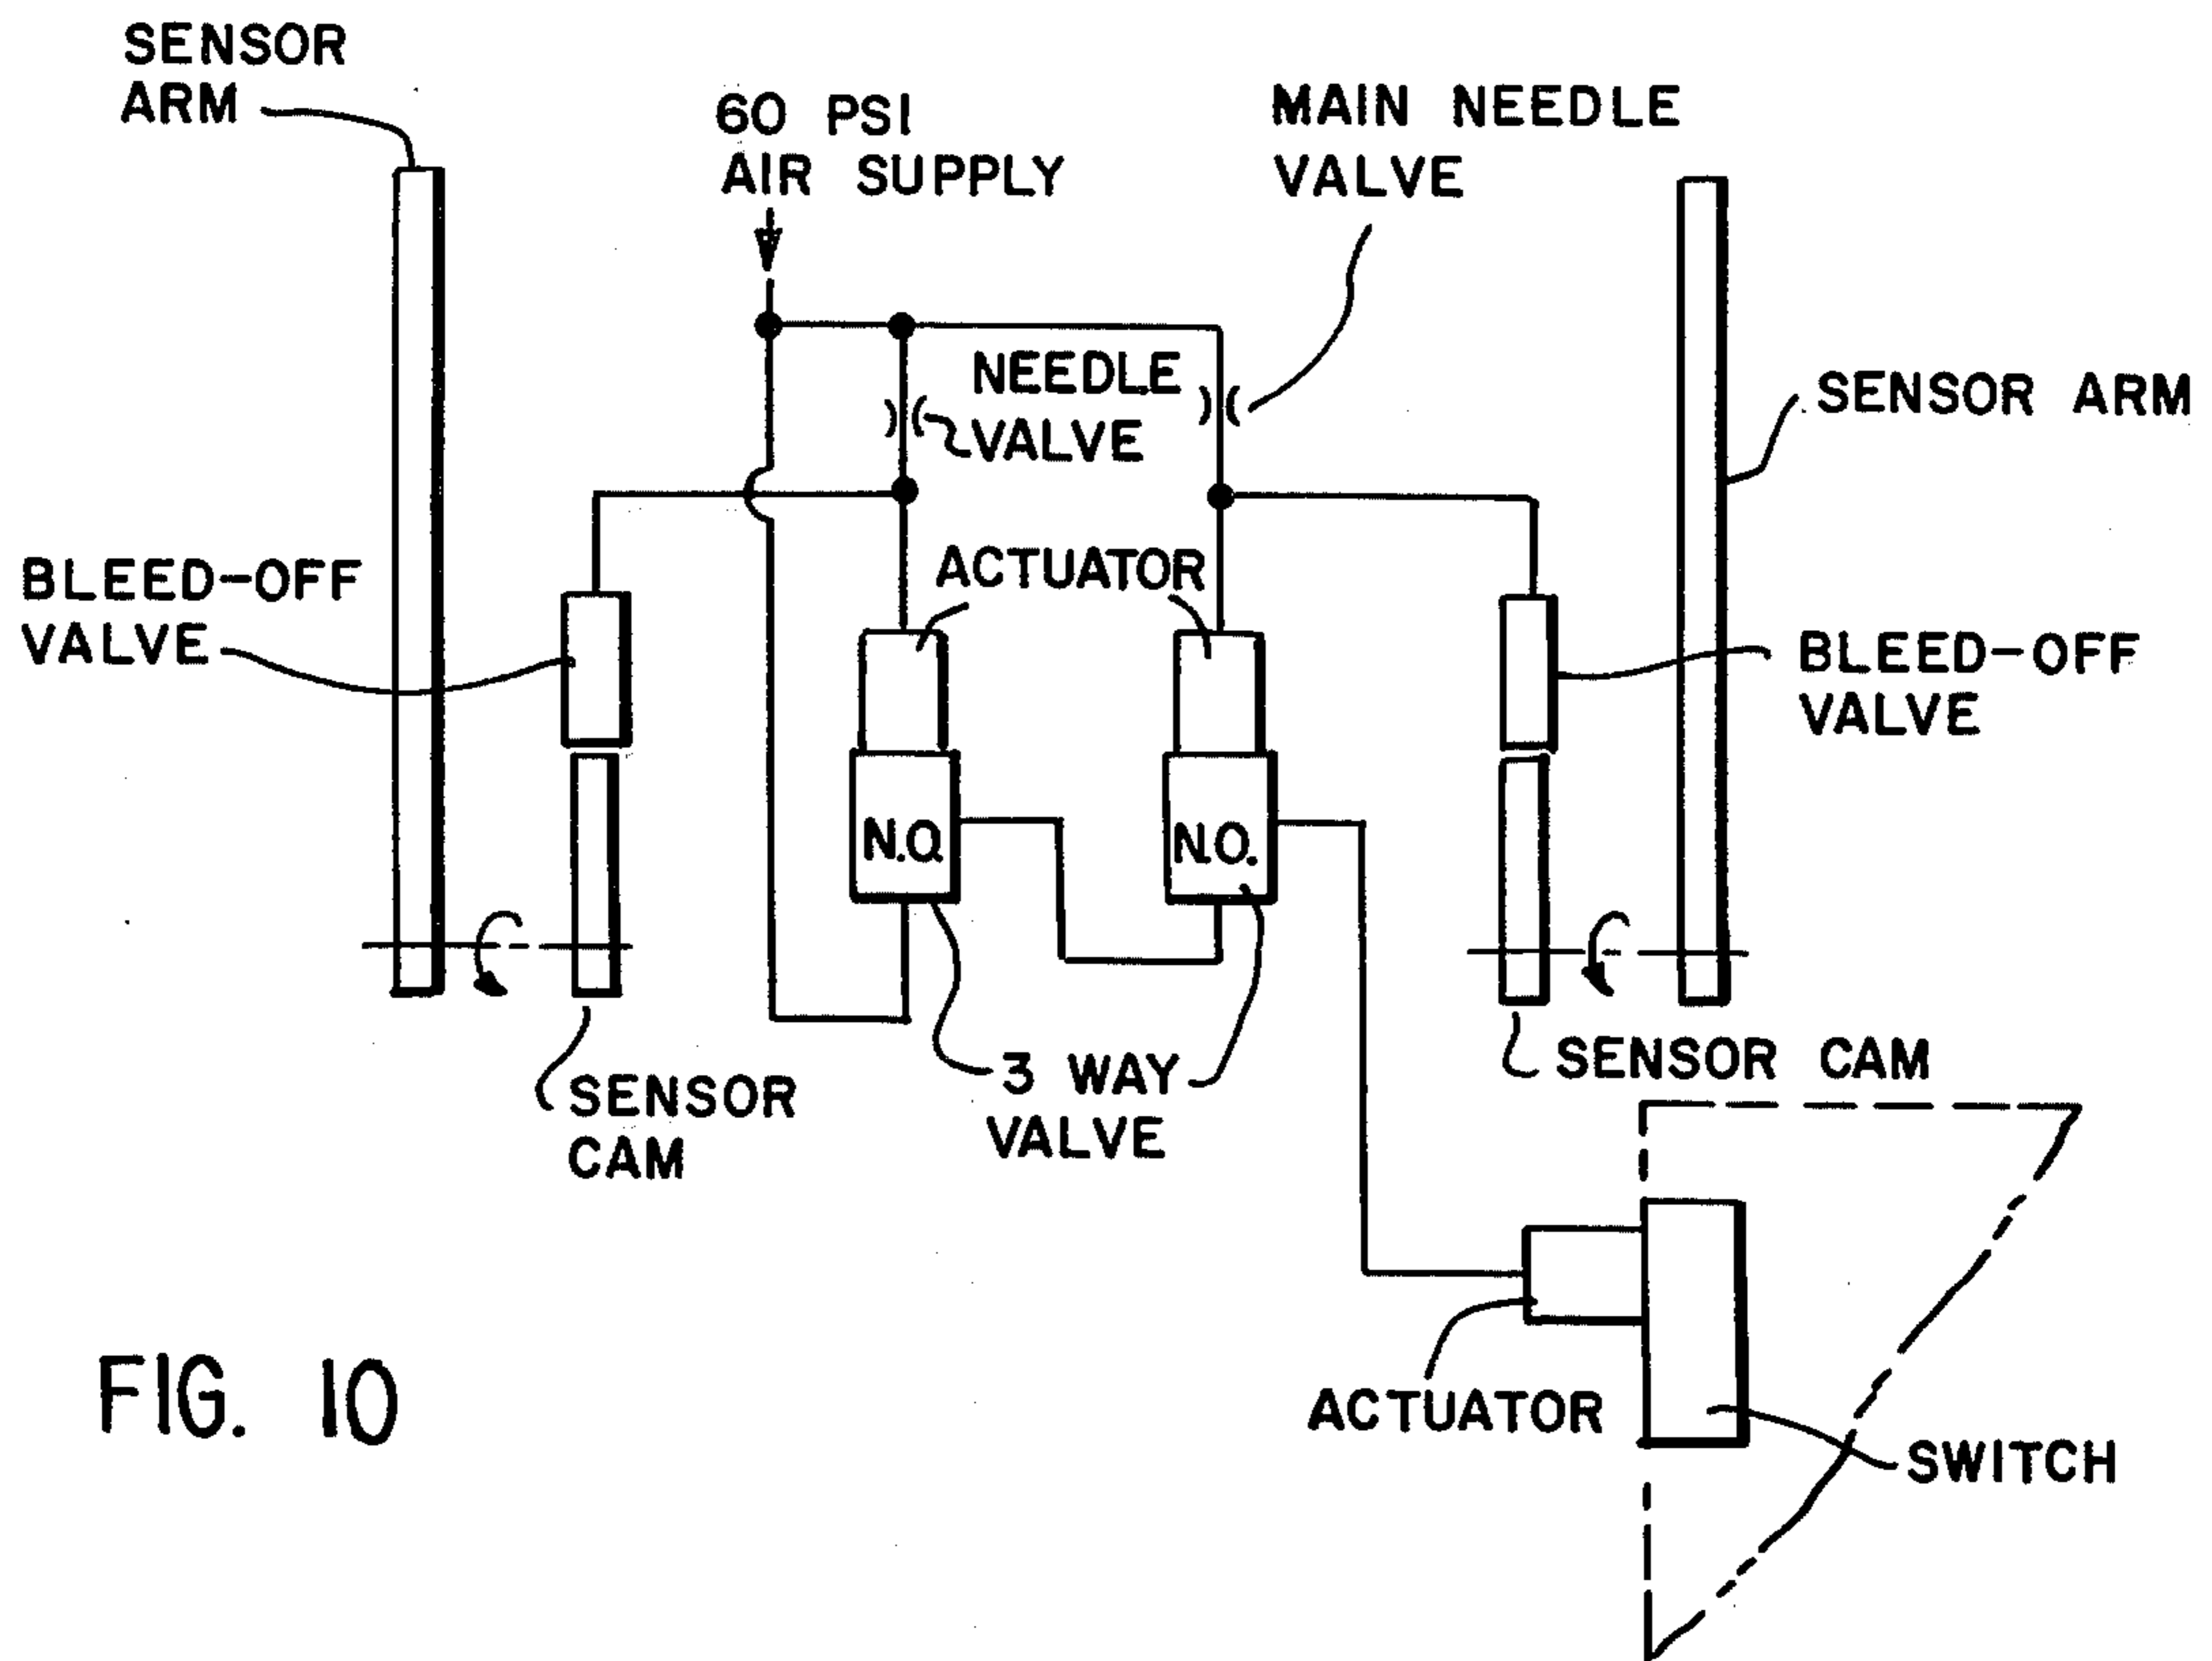 SENSOR
ARM
60 PSI
AIR SUPPLY
MAIN NEEDLE
VALVE
NEEDLE
VALVE
SENSOR ARM
BLEED-OFF
VALVE
ACTUATOR
BLEED-OFF
VALVE
N.O.
N.O.
SENSOR
CAM
3 WAY
VALVE
SENSOR CAM
ACTUATOR
SWITCH
FIG. 10